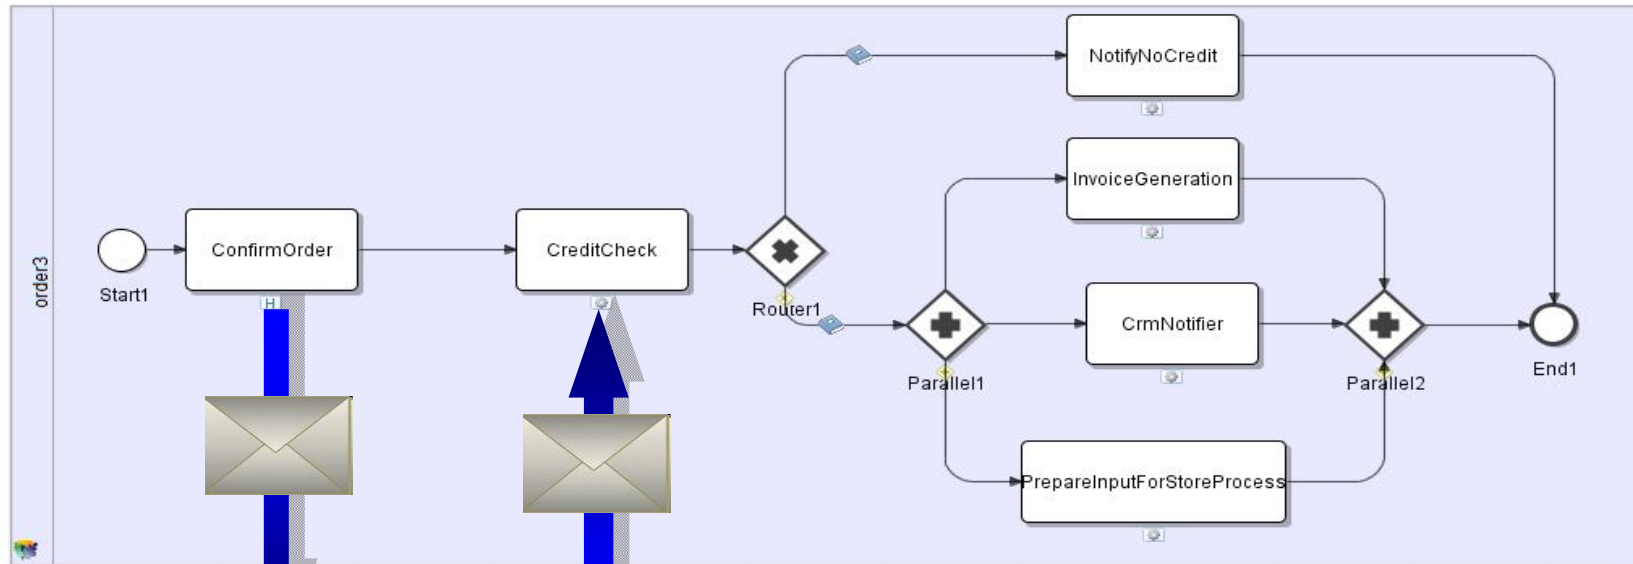 order3
Start1
ConfirmOrder
H
CreditCheck
Router1
NotifyNoCredit
InvoiceGeneration
Parallel1
CrmNotifier
PrepareInputForStoreProcess
Parallel2
End1